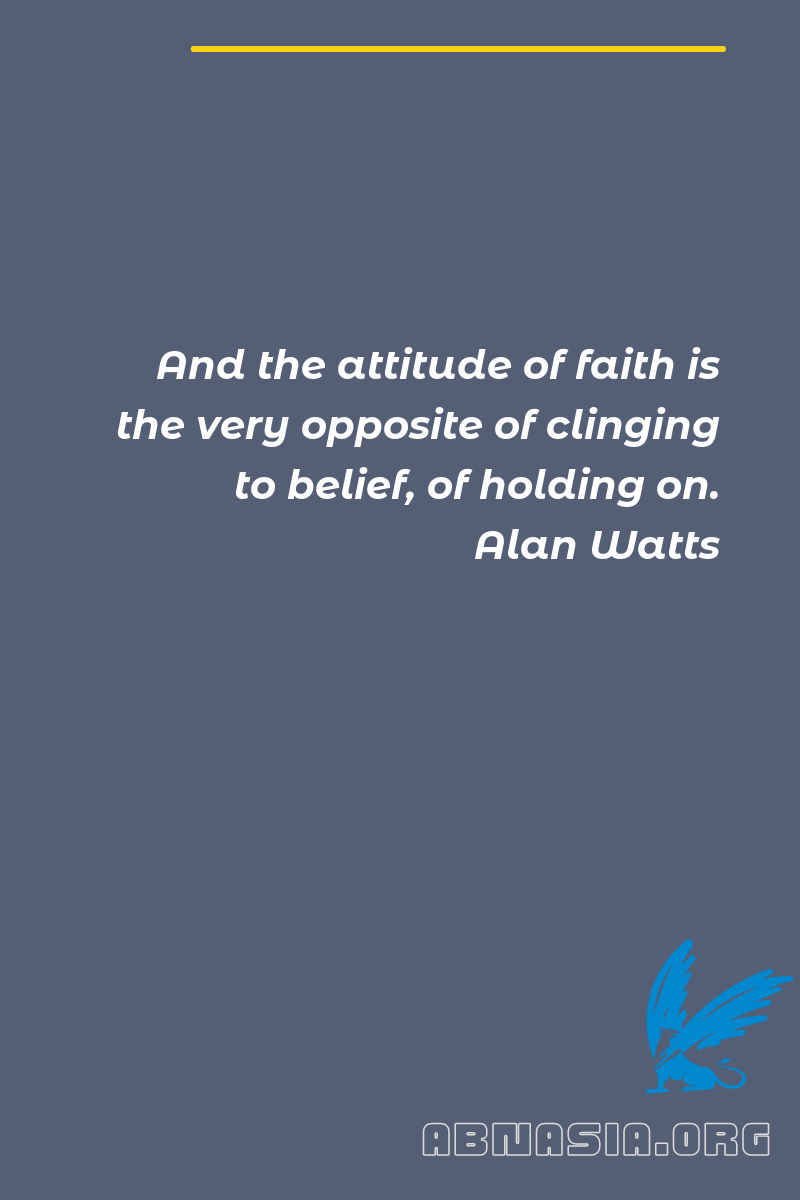 And the attitude of faith is
the very opposite of clinging
to belief, of holding on.
Alan Watts
ABNASIA.ORG